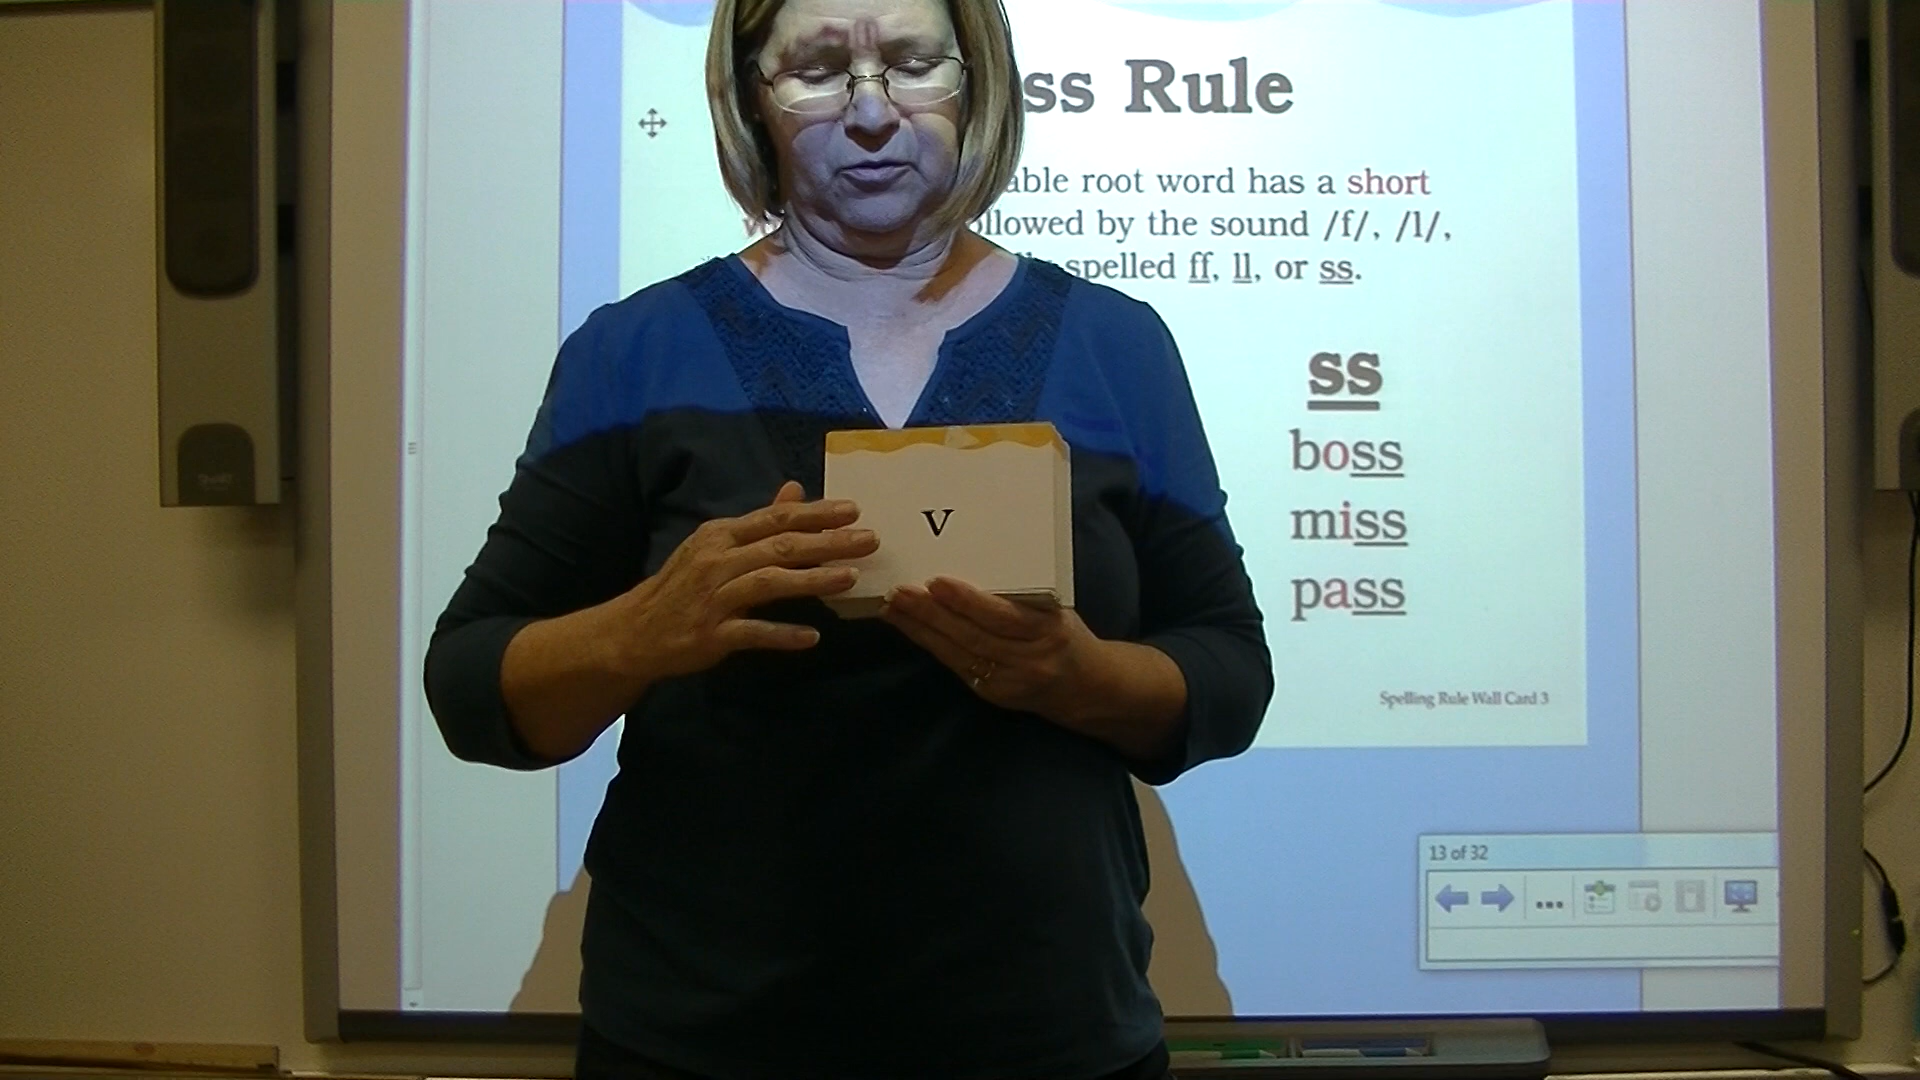 ss Rule
able root word has a short
ollowed by the sound /f/, /l/,
spelled ff, ll, or ss.
ss
boss
miss
pass
v
Spelling Rule Wall Card 3
13 of 32